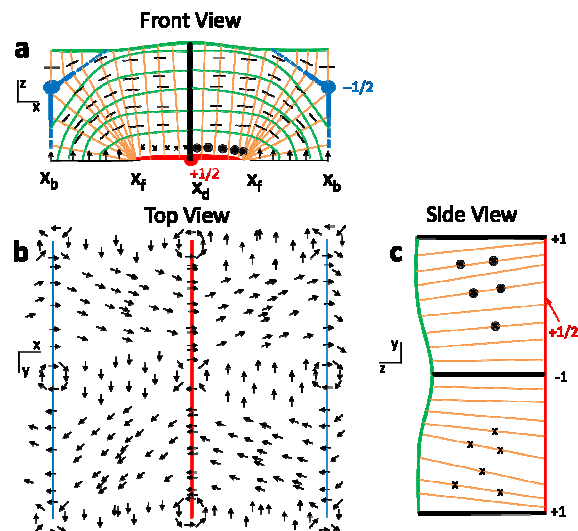 Front View
a
z
x
−1/2
+1/2
x_b x_f x_d x_f x_b
Top View
Side View
b
c
+1
x
y
y
z
+1/2
-1
+1